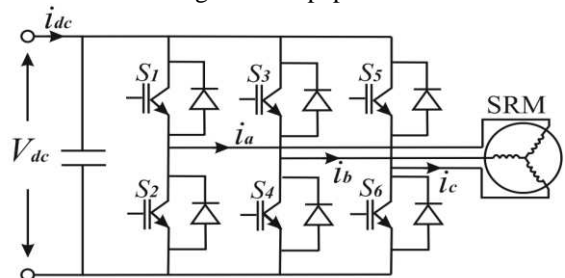 i_dc
S1 S3 S5
SRM
V_dc
i_a
i_b
i_c
S2 S4 S6